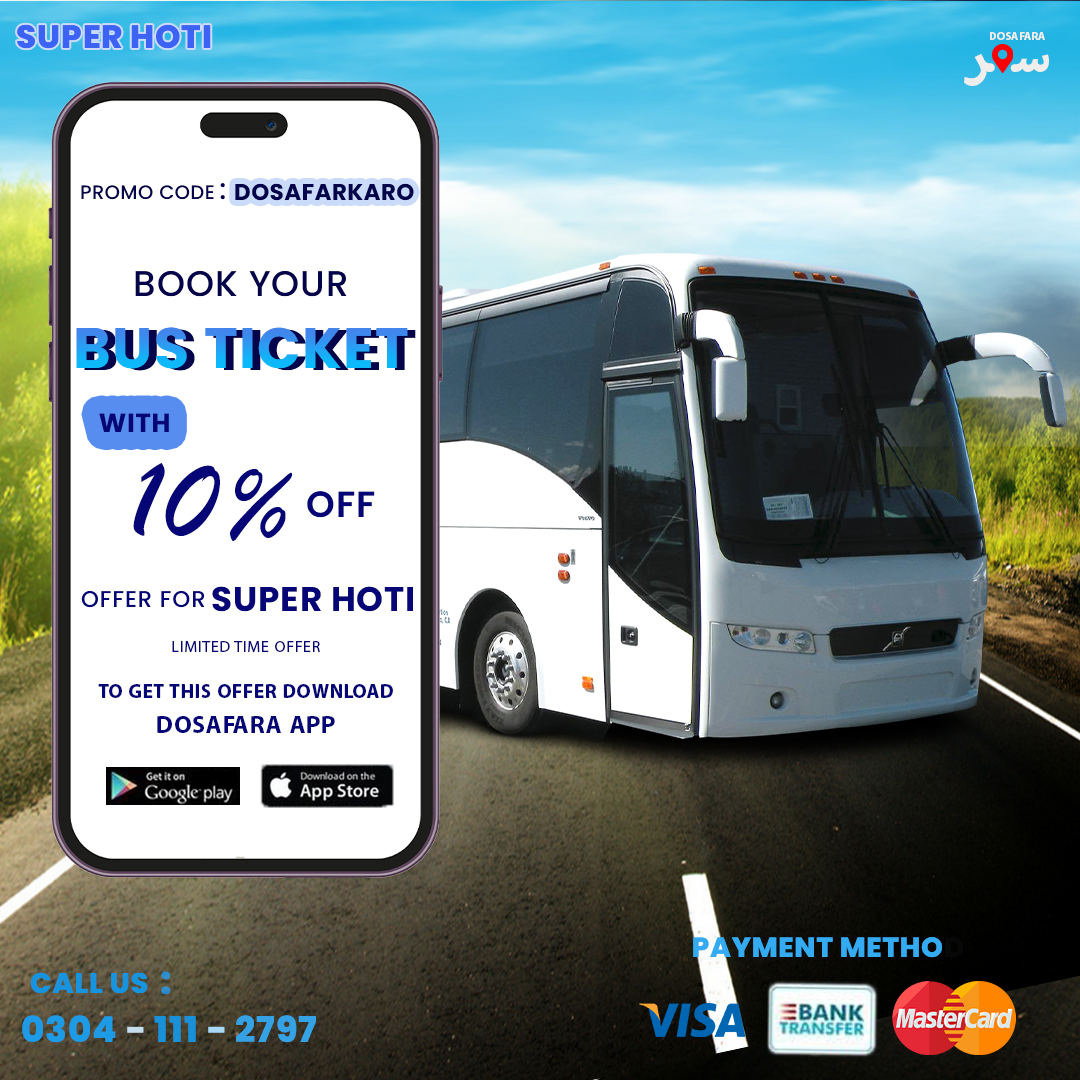 SUPER HOTI
DOSAFARA
سفر
PROMO CODE : DOSAFARKARO
BOOK YOUR
BUS TICKET
WITH
10% OFF
OFFER FOR SUPER HOTI
LIMITED TIME OFFER
TO GET THIS OFFER DOWNLOAD
DOSAFARA APP
Get it on
Google play
Download on the
App Store
VOLVO
CALL US :
0304 - 111 - 2797
PAYMENT METHOD
VISA
BANK
TRANSFER
MasterCard